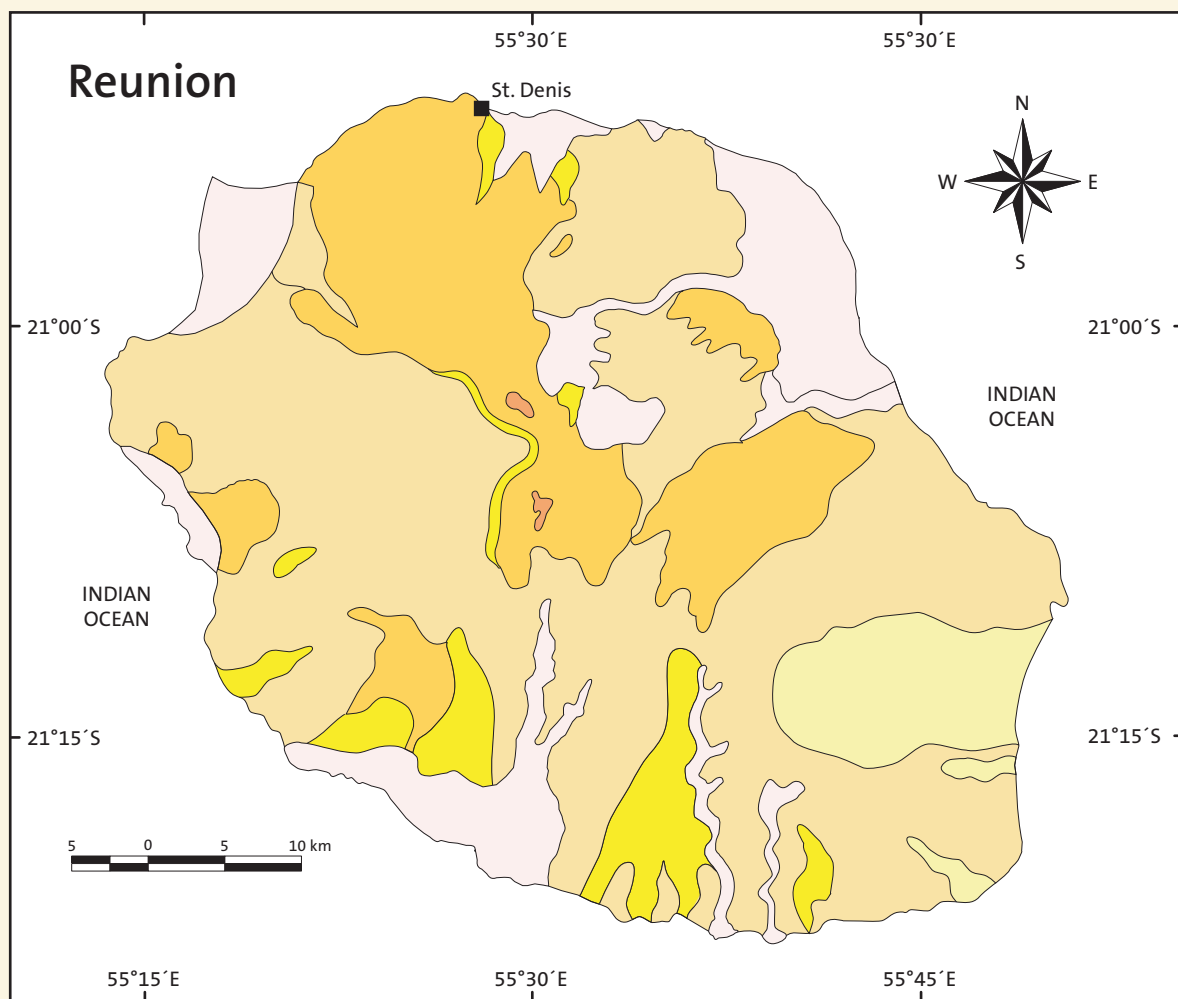 55°30´E
55°30´E
Reunion
St. Denis
N
W
E
S
21°00´S
21°00´S
INDIAN
OCEAN
INDIAN
OCEAN
21°15´S
21°15´S
5 0 5 10 km
55°15´E
55°30´E
55°45´E